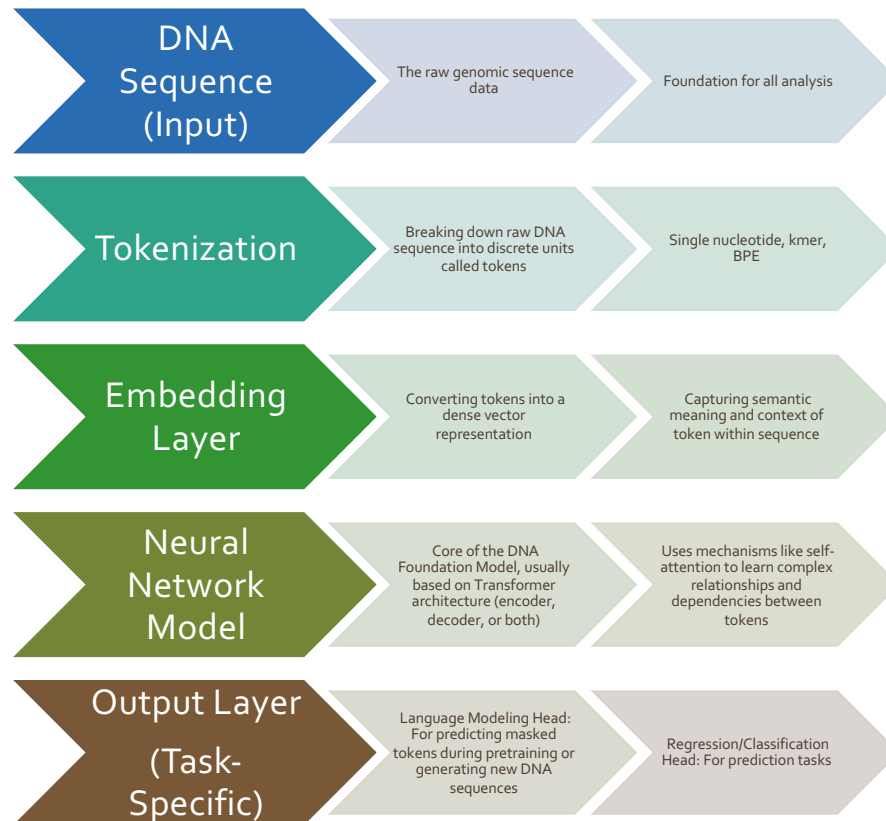 DNA
Sequence
(Input)
The raw genomic sequence
data
Foundation for all analysis
Tokenization
Breaking down raw DNA
sequence into discrete units
called tokens
Single nucleotide, kmer,
BPE
Embedding
Layer
Converting tokens into a
dense vector
representation
Capturing semantic
meaning and context of
token within sequence
Neural
Network
Model
Core of the DNA
Foundation Model, usually
based on Transformer
architecture (encoder,
decoder, or both)
Uses mechanisms like self-
attention to learn complex
relationships and
dependencies between
tokens
Output Layer
(Task-
Specific)
Language Modeling Head:
For predicting masked
tokens during pretraining or
generating new DNA
sequences
Regression/Classification
Head: For prediction tasks